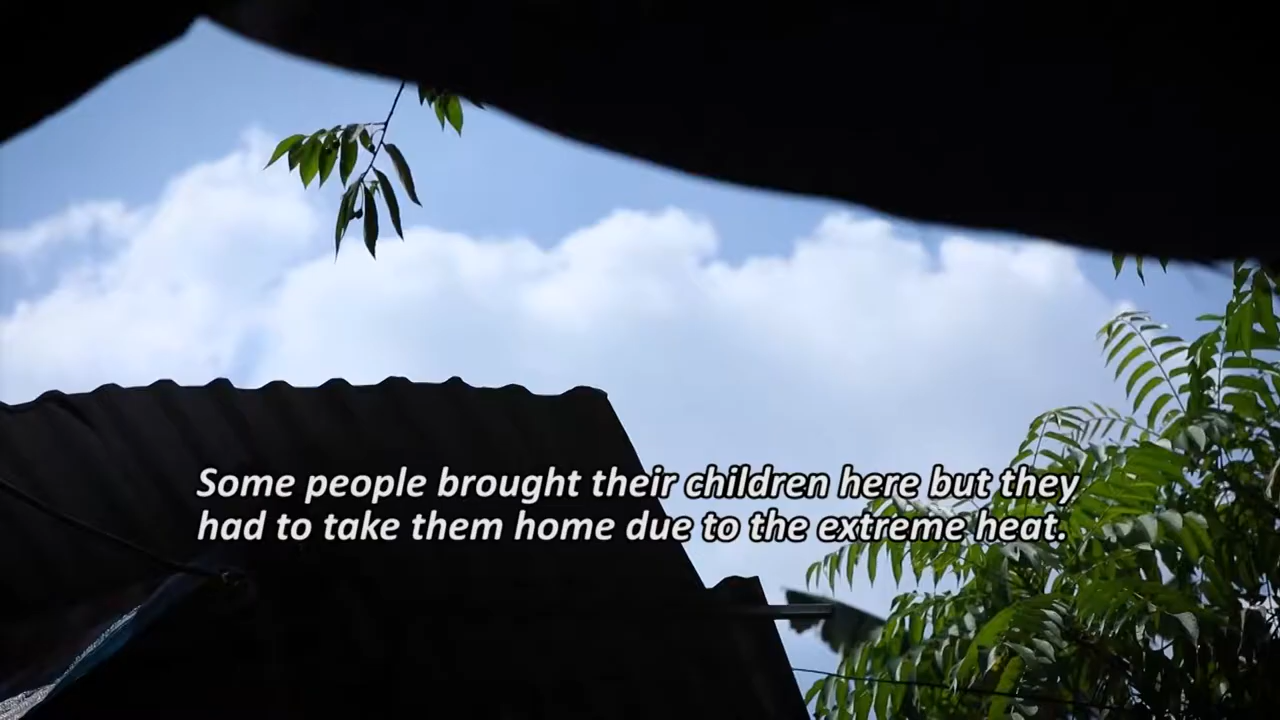 Some people brought their children here but they
had to take them home due to the extreme heat.